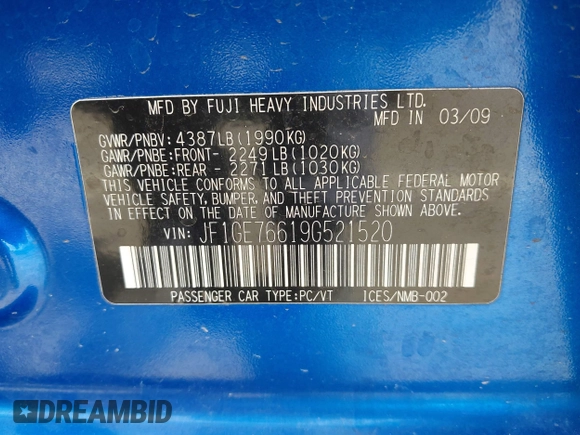 MFD BY FUJI HEAVY INDUSTRIES LTD.
MFD IN 03/09
GVWR/PNBV: 4387LB(1990KG)
GAWR/PNBE:FRONT- 2249LB(1020KG)
GAWR/PNBE:REAR - 2271LB(1030KG)
THIS VEHICLE CONFORMS TO ALL APPLICABLE FEDERAL MOTOR
VEHICLE SAFETY, BUMPER, AND THEFT PREVENTION STANDARDS
IN EFFECT ON THE DATE OF MANUFACTURE SHOWN ABOVE.
VIN: JF1GE76619G521520
PASSENGER CAR TYPE:PC/VT ICES/NMB-002
DREAMBID